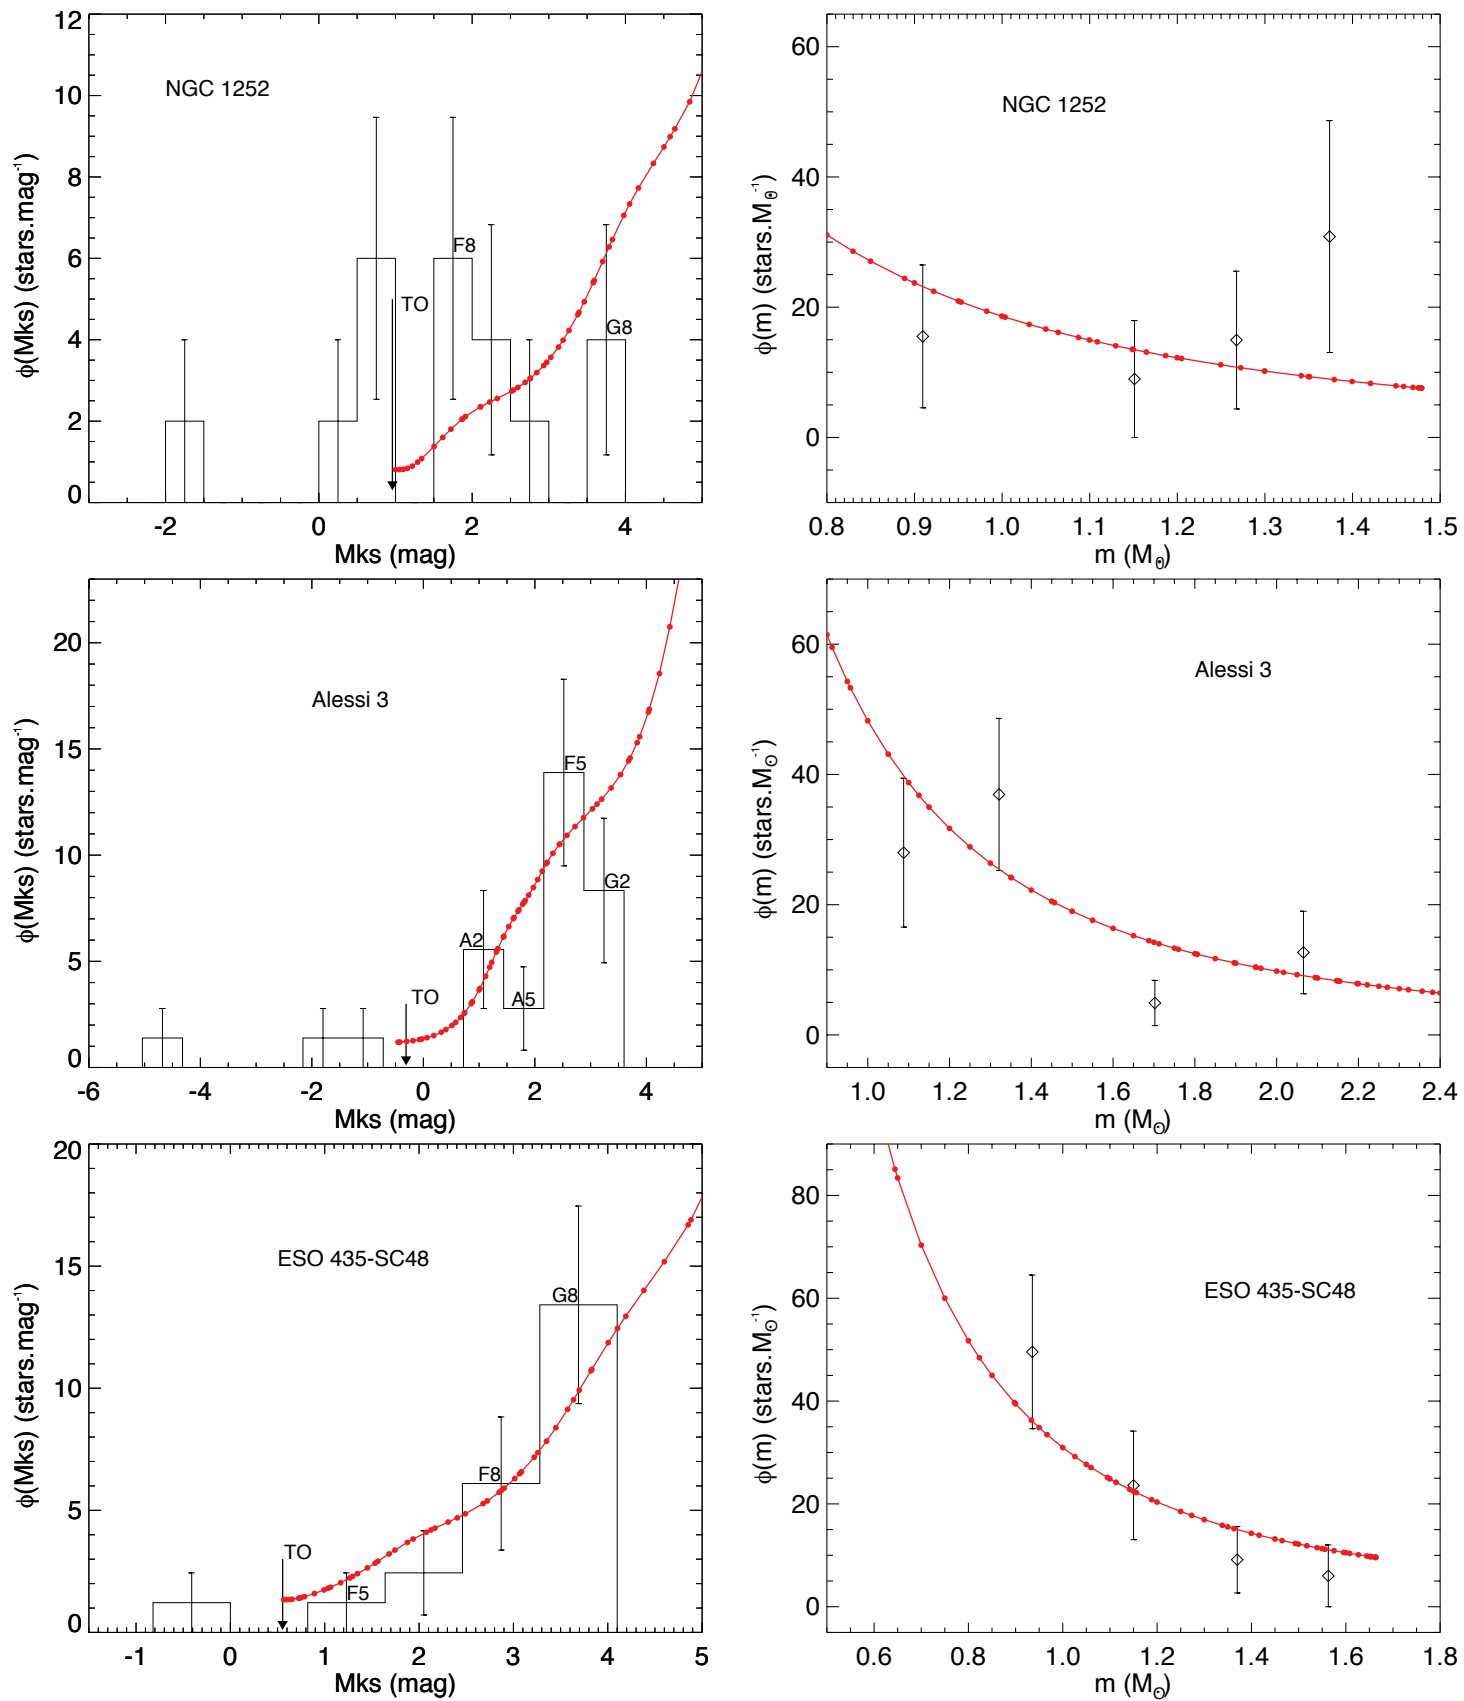 12
10
8
6
4
2
0
ϕ(Mks) (stars.mag⁻¹)
NGC 1252
F8
TO
G8
-2 0 2 4
Mks (mag)
60
40
20
0
ϕ(m) (stars.M⊙⁻¹)
NGC 1252
0.8 0.9 1.0 1.1 1.2 1.3 1.4 1.5
m (M⊙)
20
15
10
5
0
ϕ(Mks) (stars.mag⁻¹)
Alessi 3
F5
G2
A2
A5
TO
-6 -4 -2 0 2 4
Mks (mag)
60
40
20
0
ϕ(m) (stars.M⊙⁻¹)
Alessi 3
1.0 1.2 1.4 1.6 1.8 2.0 2.2 2.4
m (M⊙)
20
15
10
5
0
ϕ(Mks) (stars.mag⁻¹)
ESO 435-SC48
G8
F8
TO
F5
-1 0 1 2 3 4 5
Mks (mag)
80
60
40
20
0
ϕ(m) (stars.M⊙⁻¹)
ESO 435-SC48
0.6 0.8 1.0 1.2 1.4 1.6 1.8
m (M⊙)